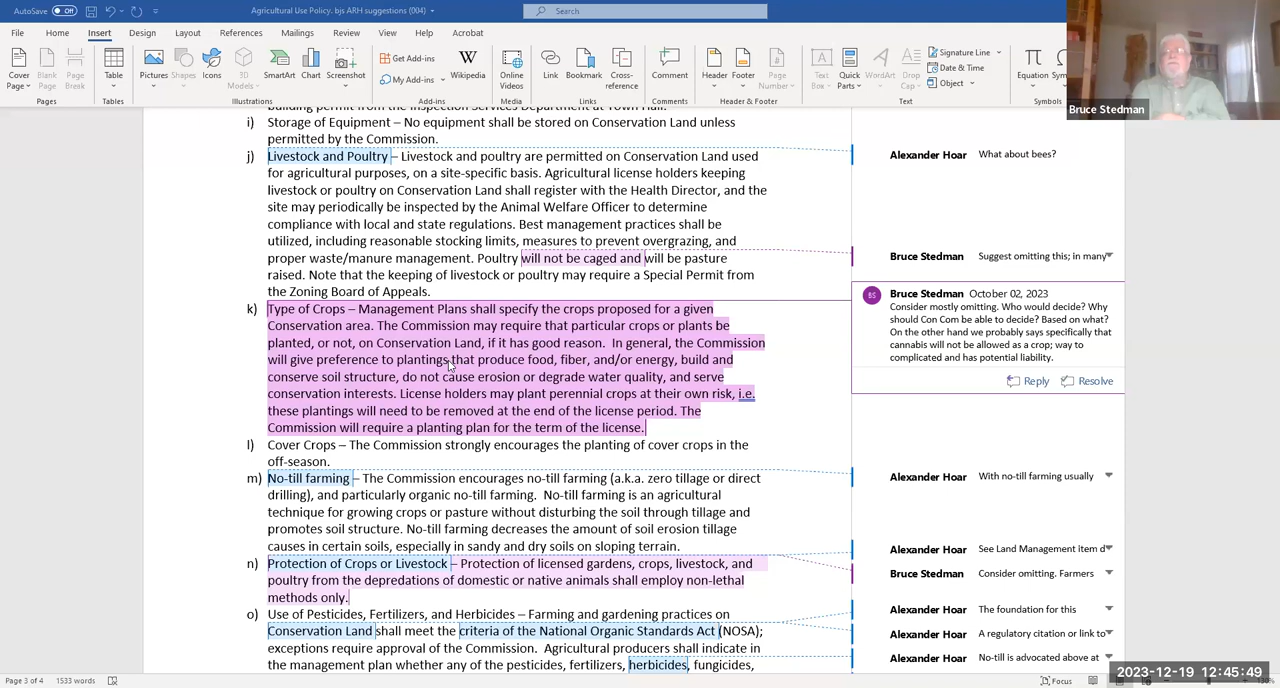 AutoSave Off
Agricultural Use Policy. bjs ARH suggestions (004)
Search
File Home Insert Design Layout References Mailings Review View Help Acrobat
Cover Page
Blank Page
Page Break
Pages
Table
Tables
Pictures
Shapes
Icons
3D Models
SmartArt
Chart
Screenshot
Illustrations
Get Add-ins
My Add-ins
Wikipedia
Add-ins
Online Videos
Media
Link
Bookmark
Cross-reference
Links
Comment
Comments
Header
Footer
Page Number
Header & Footer
Text Box
Quick Parts
WordArt
Drop Cap
Signature Line
Date & Time
Object
Text
Equation
Symbols
Bruce Stedman
building permit from the Inspection Services Department at Town Hall.
i) Storage of Equipment – No equipment shall be stored on Conservation Land unless
permitted by the Commission.
j) Livestock and Poultry – Livestock and poultry are permitted on Conservation Land used
for agricultural purposes, on a site-specific basis. Agricultural license holders keeping
livestock or poultry on Conservation Land shall register with the Health Director, and the
site may periodically be inspected by the Animal Welfare Officer to determine
compliance with local and state regulations. Best management practices shall be
utilized, including reasonable stocking limits, measures to prevent overgrazing, and
proper waste/manure management. Poultry will not be caged and will be pasture
raised. Note that the keeping of livestock or poultry may require a Special Permit from
the Zoning Board of Appeals.
k) Type of Crops – Management Plans shall specify the crops proposed for a given
Conservation area. The Commission may require that particular crops or plants be
planted, or not, on Conservation Land, if it has good reason. In general, the Commission
will give preference to plantings that produce food, fiber, and/or energy, build and
conserve soil structure, do not cause erosion or degrade water quality, and serve
conservation interests. License holders may plant perennial crops at their own risk, i.e.
these plantings will need to be removed at the end of the license period. The
Commission will require a planting plan for the term of the license.
l) Cover Crops – The Commission strongly encourages the planting of cover crops in the
off-season.
m) No-till farming – The Commission encourages no-till farming (a.k.a. zero tillage or direct
drilling), and particularly organic no-till farming. No-till farming is an agricultural
technique for growing crops or pasture without disturbing the soil through tillage and
promotes soil structure. No-till farming decreases the amount of soil erosion tillage
causes in certain soils, especially in sandy and dry soils on sloping terrain.
n) Protection of Crops or Livestock – Protection of licensed gardens, crops, livestock, and
poultry from the depredations of domestic or native animals shall employ non-lethal
methods only.
o) Use of Pesticides, Fertilizers, and Herbicides – Farming and gardening practices on
Conservation Land shall meet the criteria of the National Organic Standards Act (NOSA);
exceptions require approval of the Commission. Agricultural producers shall indicate in
the management plan whether any of the pesticides, fertilizers, herbicides, fungicides,
Alexander Hoar What about bees?
Bruce Stedman Suggest omitting this; in many
BS Bruce Stedman October 02, 2023
Consider mostly omitting. Who would decide? Why
should Con Com be able to decide? Based on what?
On the other hand we probably says specifically that
cannabis will not be allowed as a crop; way to
complicated and has potential liability.
Reply Resolve
Alexander Hoar With no-till farming usually
Alexander Hoar See Land Management item d
Bruce Stedman Consider omitting. Farmers
Alexander Hoar The foundation for this
Alexander Hoar A regulatory citation or link to
Alexander Hoar No-till is advocated above at
Page 3 of 4 1533 words
Focus
2023-12-19 12:45:49